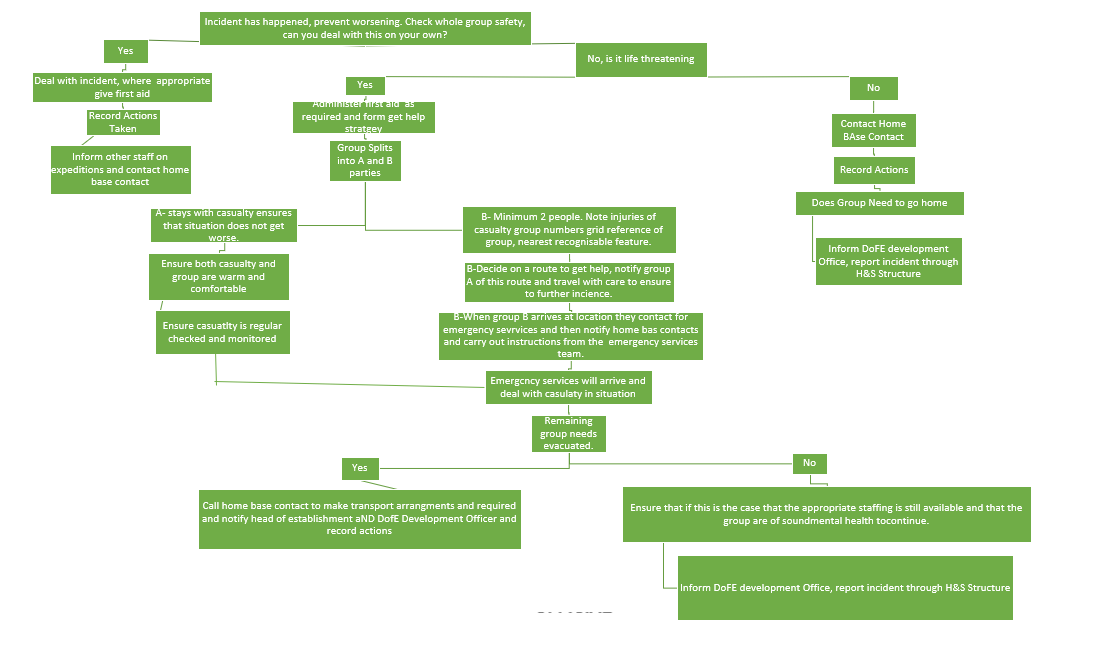 Incident has happened, prevent worsening. Check whole group safety,
can you deal with this on your own?
Yes
No, is it life threatening
Deal with incident, where  appropriate
give first aid
Yes
No
Record Actions
Taken
Administer first aid  as
required and form get help
stratgey
Contact Home
BAse Contact
Inform other staff on
expeditions and contact home
base contact
Group Splits
into A and B
parties
Record Actions
Does Group Need to go home
A- stays with casualty ensures
that situation does not get
worse.
B- Minimum 2 people. Note injuries of
casualty group numbers grid reference of
group, nearest recognisable feature.
Inform DoFE development
Office, report incident through
H&S Structure
Ensure both casualty and
group are warm and
comfortable
B-Decide on a route to get help, notify group
A of this route and travel with care to ensure
to further incience.
Ensure casuatlty is regular
checked and monitored
B-When group B arrives at location they contact for
emergency sevrvices and then notify home bas contacts
and carry out instructions from the  emergency services
team.
Emergcncy services will arrive and
deal with casulaty in situation
Remaining
group needs
evacuated.
Yes
No
Call home base contact to make transport arrangments and required
and notify head of establishment aND DofE Development Officer and
record actions
Ensure that if this is the case that the appropriate staffing is still available and that the
group are of soundmental health tocontinue.
Inform DoFE development Office, report incident through H&S Structure